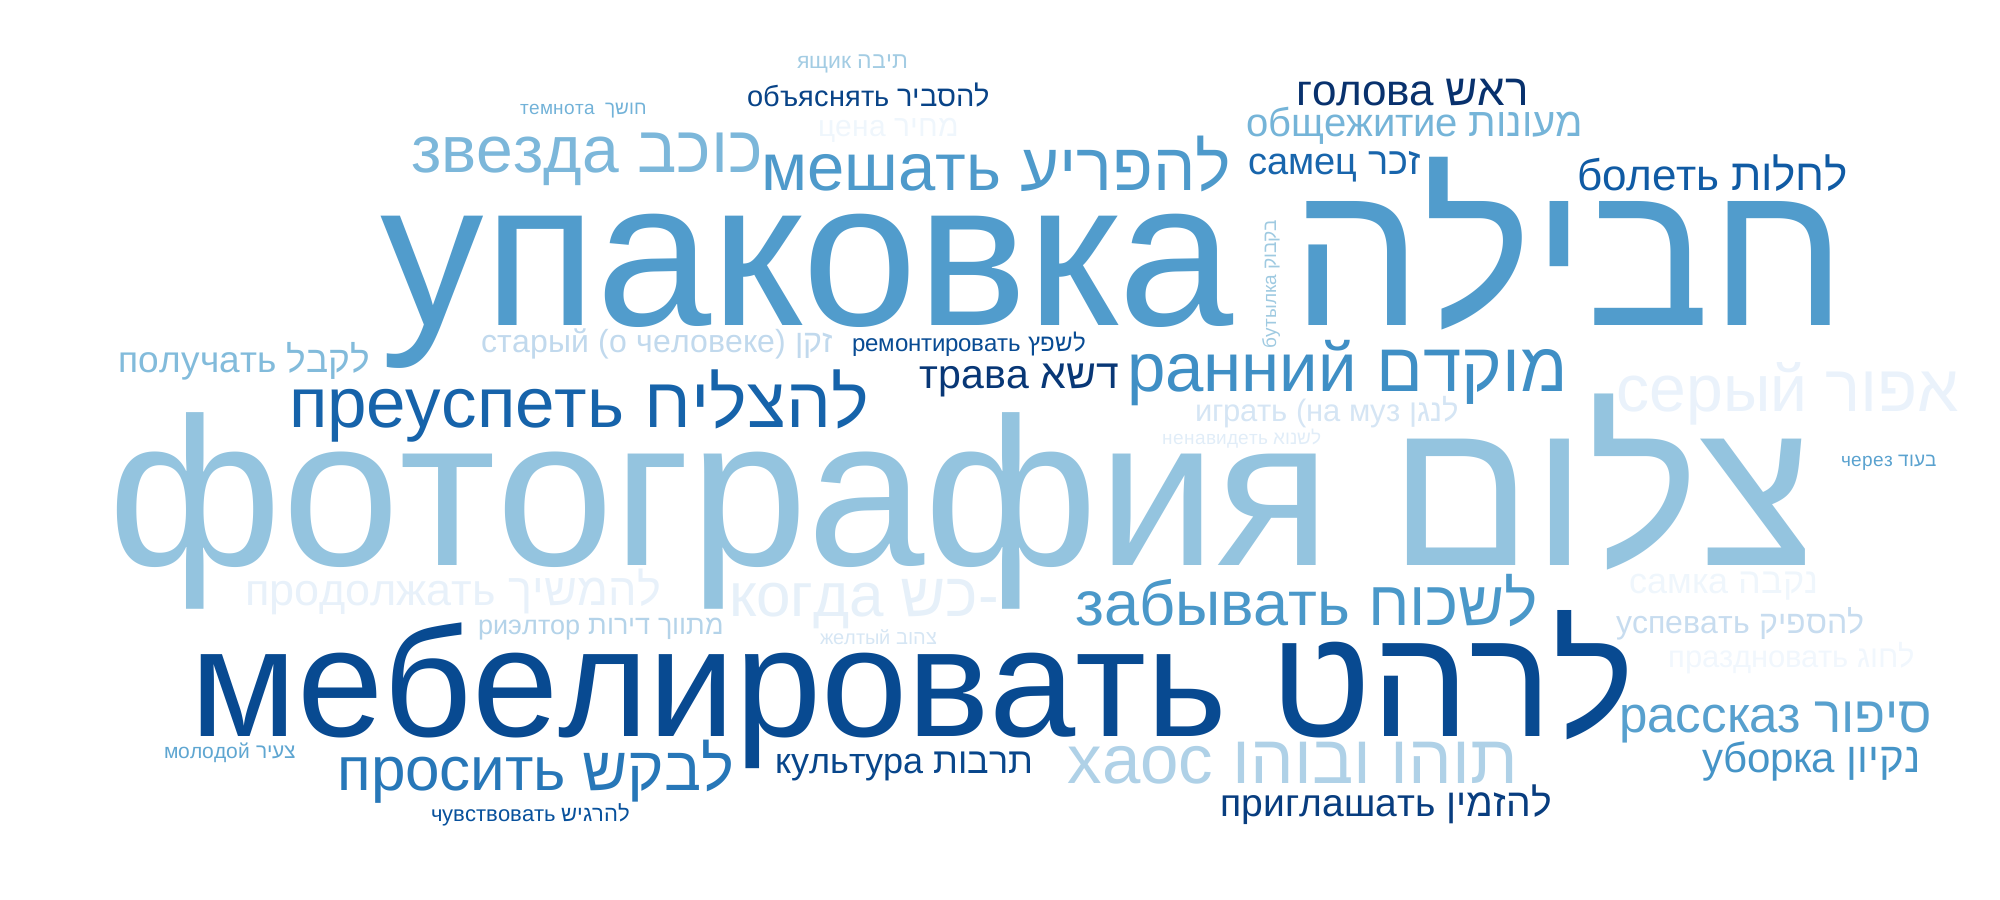 ящик תיבה
объяснять להסביר
голова ראש
темнота חושך
цена מחיר
общежитие מעונות
звезда כוכב
мешать להפריע
самец זכר
болеть לחלות
упаковка חבילה
бутылка בקבוק
старый (о человеке) זקן
ремонтировать לשפץ
получать לקבל
трава דשא
ранний מוקדם
серый אפור
преуспеть להצליח
играть (на муз לנגן
ненавидеть לשנוא
через בעוד
фотография צלום
продолжать להמשיך
когда כש-
забывать לשכוח
самка נקבה
риэлтор מתווך דירות
успевать להספיק
желтый צהוב
праздновать לחוג
мебелировать לרהט
рассказ סיפור
молодой צעיר
просить לבקש
культура תרבות
хаос תוהו ובוהו
уборка נקיון
приглашать להזמין
чувствовать להרגיש